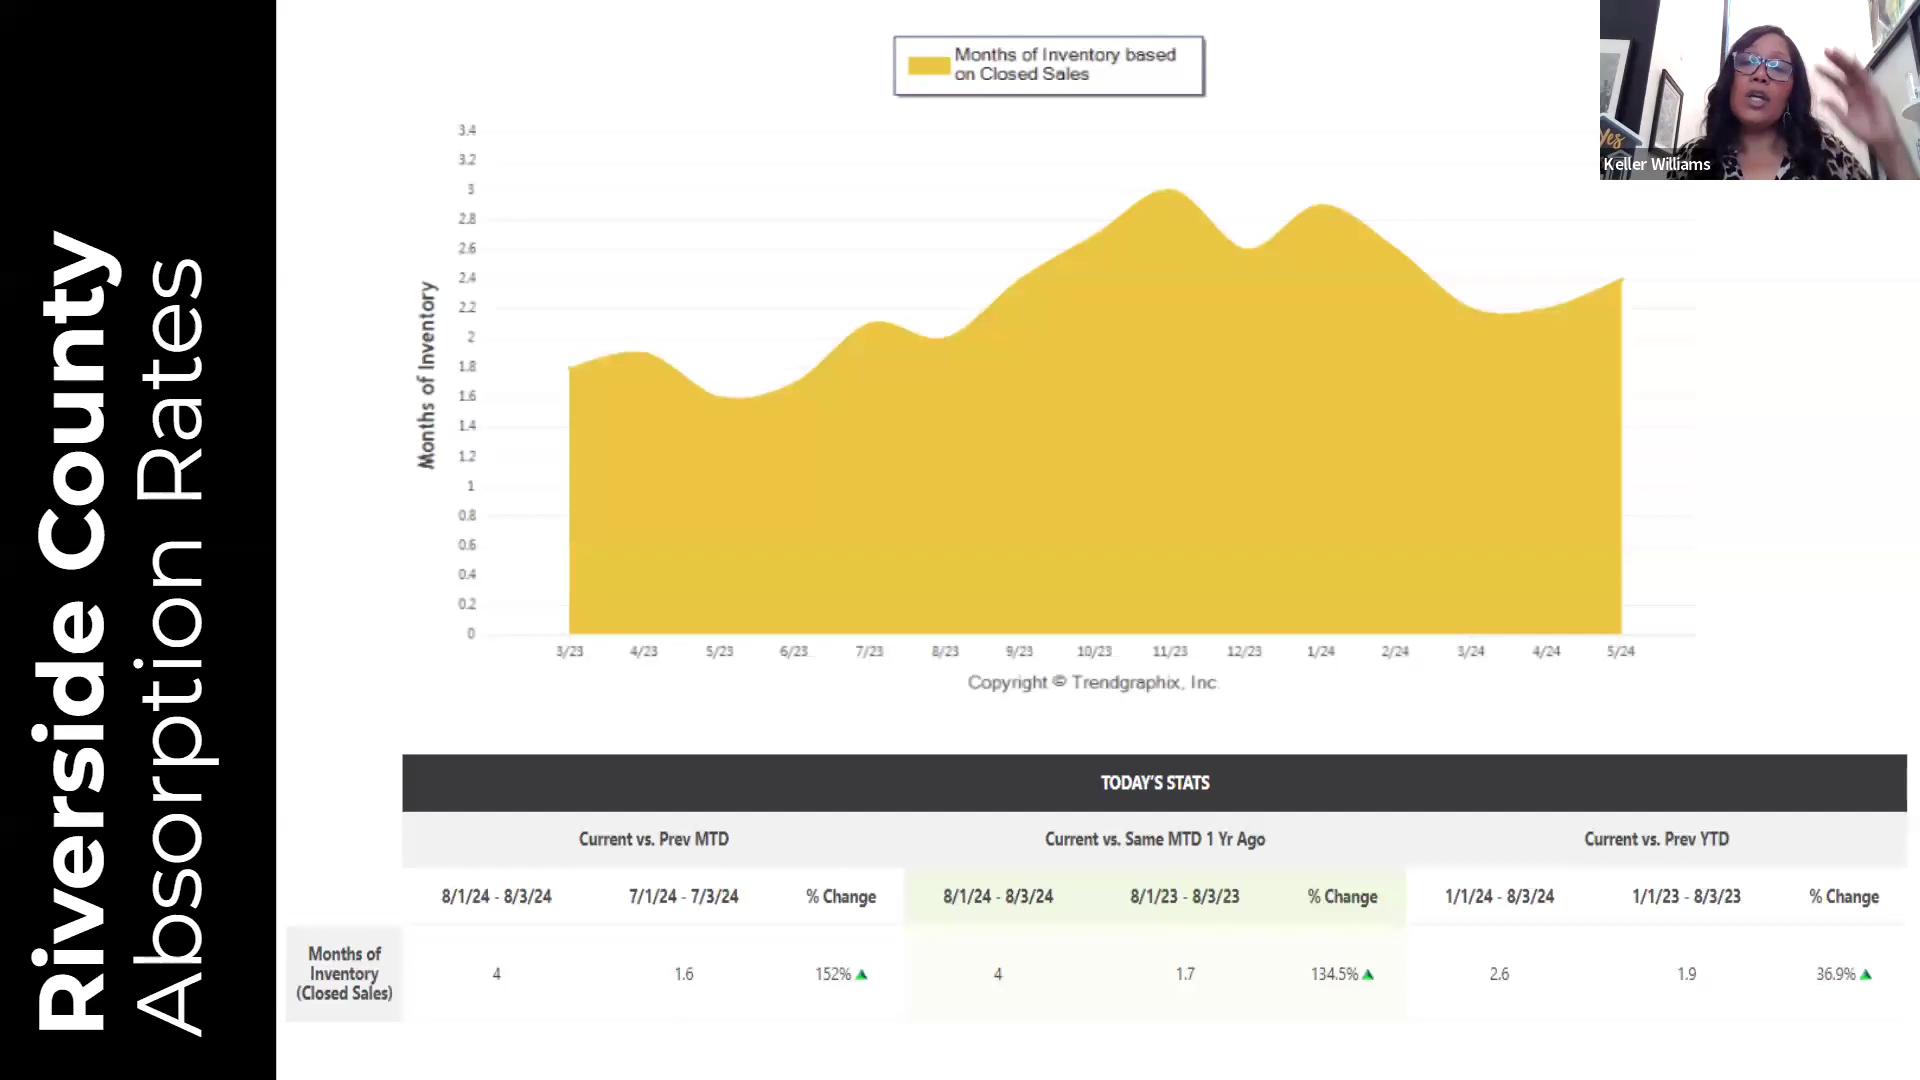 Riverside County
Absorption Rates
Months of Inventory based
on Closed Sales
Yes
Keller Williams
Months of Inventory
3.4
3.2
3
2.8
2.6
2.4
2.2
2
1.8
1.6
1.4
1.2
1
0.8
0.6
0.4
0.2
0
3/23 4/23 5/23 6/23 7/23 8/23 9/23 10/23 11/23 12/23 1/24 2/24 3/24 4/24 5/24
Copyright © Trendgraphix, Inc.
TODAY'S STATS
Current vs. Prev MTD Current vs. Same MTD 1 Yr Ago Current vs. Prev YTD
8/1/24 - 8/3/24 7/1/24 - 7/3/24 % Change 8/1/24 - 8/3/24 8/1/23 - 8/3/23 % Change 1/1/24 - 8/3/24 1/1/23 - 8/3/23 % Change
Months of
Inventory
(Closed Sales)
4 1.6 152% 4 1.7 134.5% 2.6 1.9 36.9%